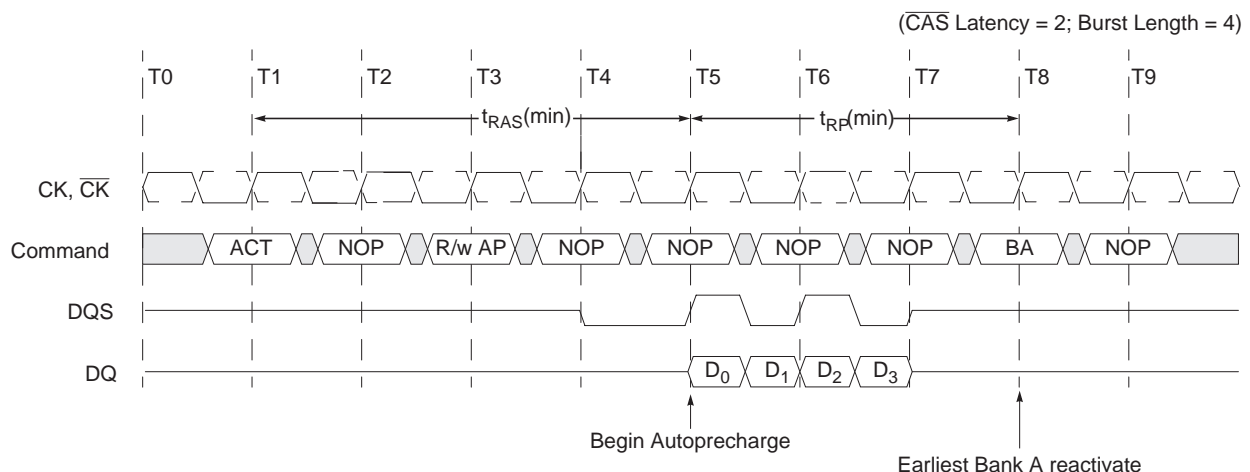 (CAS Latency = 2; Burst Length = 4)
T0 T1 T2 T3 T4 T5 T6 T7 T8 T9
tRAS(min) tRP(min)
CK, CK
Command ACT NOP R/w AP NOP NOP NOP NOP BA NOP
DQS
DQ D0 D1 D2 D3
Begin Autoprecharge
Earliest Bank A reactivate